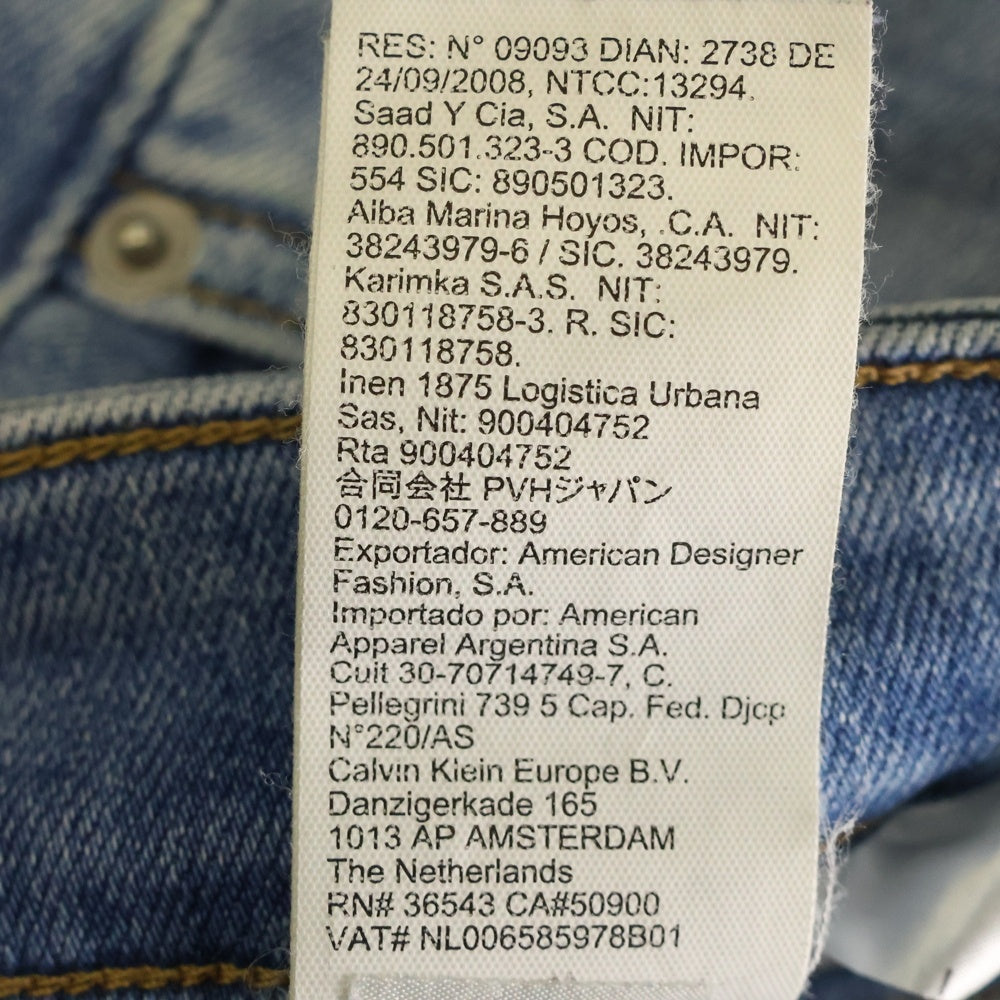 RES: N° 09093 DIAN: 2738 DE
24/09/2008, NTCC:13294.
Saad Y Cia, S.A. NIT:
890.501.323-3 COD. IMPOR:
554 SIC: 890501323.
Alba Marina Hoyos, .C.A. NIT:
38243979-6 / SIC. 38243979.
Karimka S.A.S. NIT:
830118758-3. R. SIC:
830118758.
Inen 1875 Logistica Urbana
Sas, Nit: 900404752
Rta 900404752
合同会社 PVHジャパン
0120-657-889
Exportador: American Designer
Fashion, S.A.
Importado por: American
Apparel Argentina S.A.
Cuit 30-70714749-7, C.
Pellegrini 739 5 Cap. Fed. Djcp
N°220/AS
Calvin Klein Europe B.V.
Danzigerkade 165
1013 AP AMSTERDAM
The Netherlands
RN# 36543 CA#50900
VAT# NL006585978B01